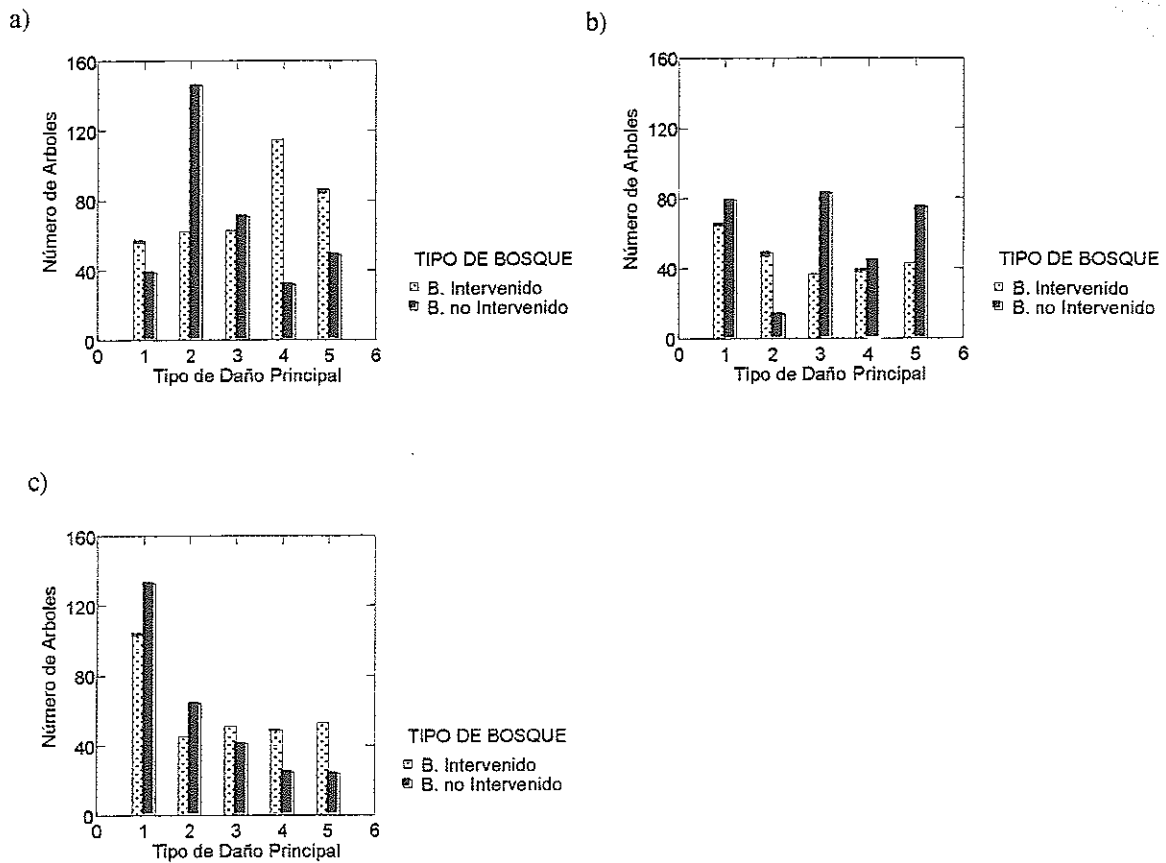 a)
160
120
80
40
0
Número de Arboles
0 1 2 3 4 5 6
Tipo de Daño Principal
TIPO DE BOSQUE
B. Intervenido
B. no Intervenido
b)
160
120
80
40
0
Número de Arboles
0 1 2 3 4 5 6
Tipo de Daño Principal
TIPO DE BOSQUE
B. Intervenido
B. no Intervenido
c)
160
120
80
40
0
Número de Arboles
0 1 2 3 4 5 6
Tipo de Daño Principal
TIPO DE BOSQUE
B. Intervenido
B. no Intervenido